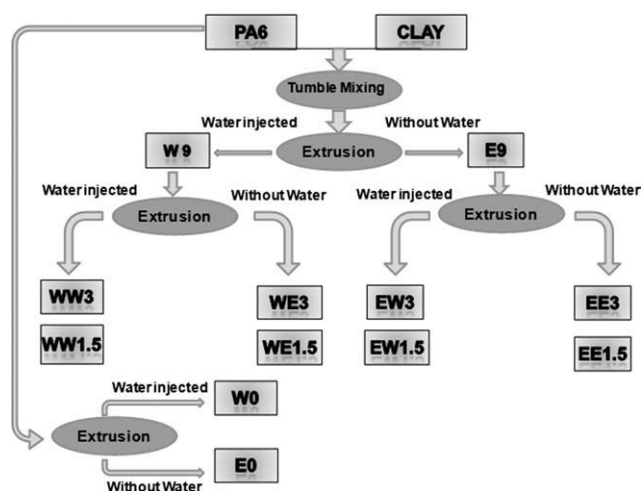 PA6
CLAY
Tumble Mixing
Water injected
Without Water
W 9
Extrusion
E9
Water injected
Without Water
Water injected
Without Water
Extrusion
Extrusion
WW3
WE3
EW3
EE3
WW1.5
WE1.5
EW1.5
EE1.5
Water injected
W0
Extrusion
E0
Without Water